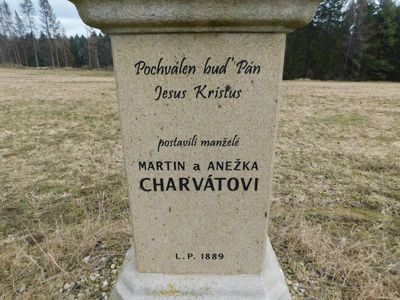 Pochválen buď Pán
Jesus Kristus
postavili manželé
MARTIN a ANEŽKA
CHARVÁTOVI
L.P. 1889